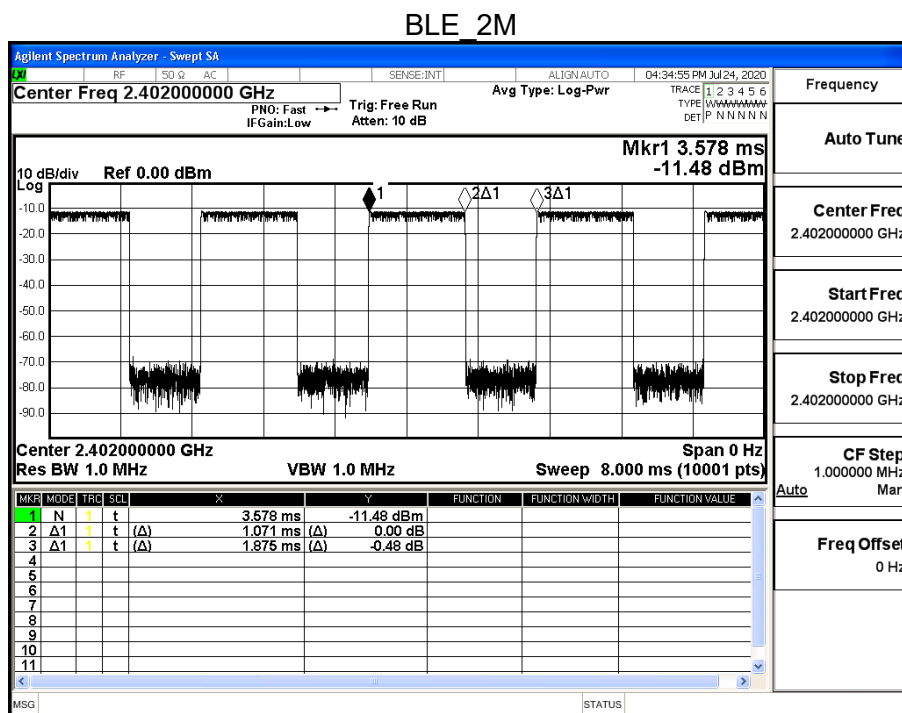 BLE_2M
Agilent Spectrum Analyzer - Swept SA
LXI RF 50 Ω AC SENSE:INT ALIGN AUTO 04:34:55 PM Jul 24, 2020
Center Freq 2.402000000 GHz
PNO: Fast
IFGain:Low
Trig: Free Run
Atten: 10 dB
Avg Type: Log-Pwr
TRACE 1 2 3 4 5 6
TYPE WWWWWW
DET P N N N N N
Mkr1 3.578 ms
-11.48 dBm
10 dB/div Ref 0.00 dBm
Log
1 2Δ1 3Δ1
-10.0
-20.0
-30.0
-40.0
-50.0
-60.0
-70.0
-80.0
-90.0
Center 2.402000000 GHz Span 0 Hz
Res BW 1.0 MHz VBW 1.0 MHz Sweep 8.000 ms (10001 pts)
MKR MODE TRC SCL X Y FUNCTION FUNCTION WIDTH FUNCTION VALUE
1 N 1 t 3.578 ms -11.48 dBm
2 Δ1 1 t (Δ) 1.071 ms (Δ) 0.00 dB
3 Δ1 1 t (Δ) 1.875 ms (Δ) -0.48 dB
4
5
6
7
8
9
10
11
MSG STATUS
Frequency
Auto Tune
Center Freq
2.402000000 GHz
Start Freq
2.402000000 GHz
Stop Freq
2.402000000 GHz
CF Step
1.000000 MHz
Auto Man
Freq Offset
0 Hz